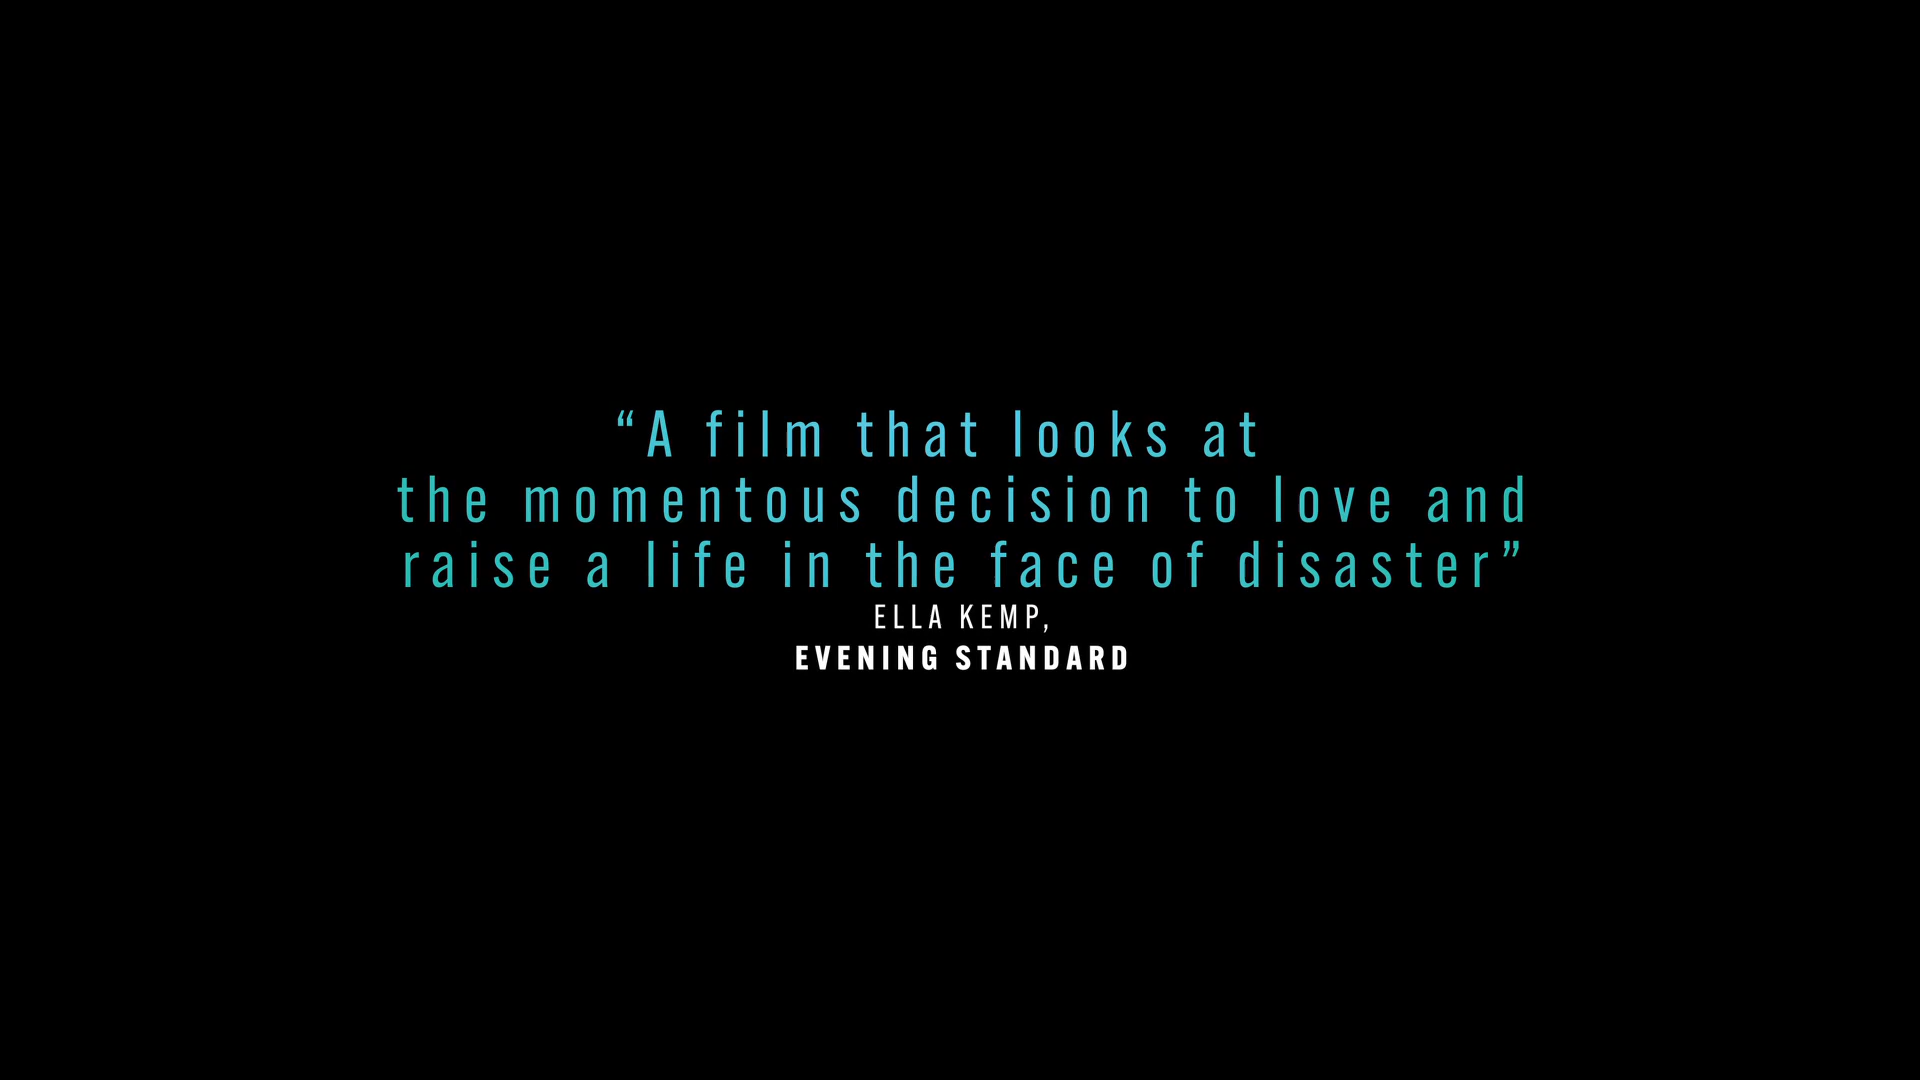 “A film that looks at
the momentous decision to love and
raise a life in the face of disaster”
ELLA KEMP,
EVENING STANDARD